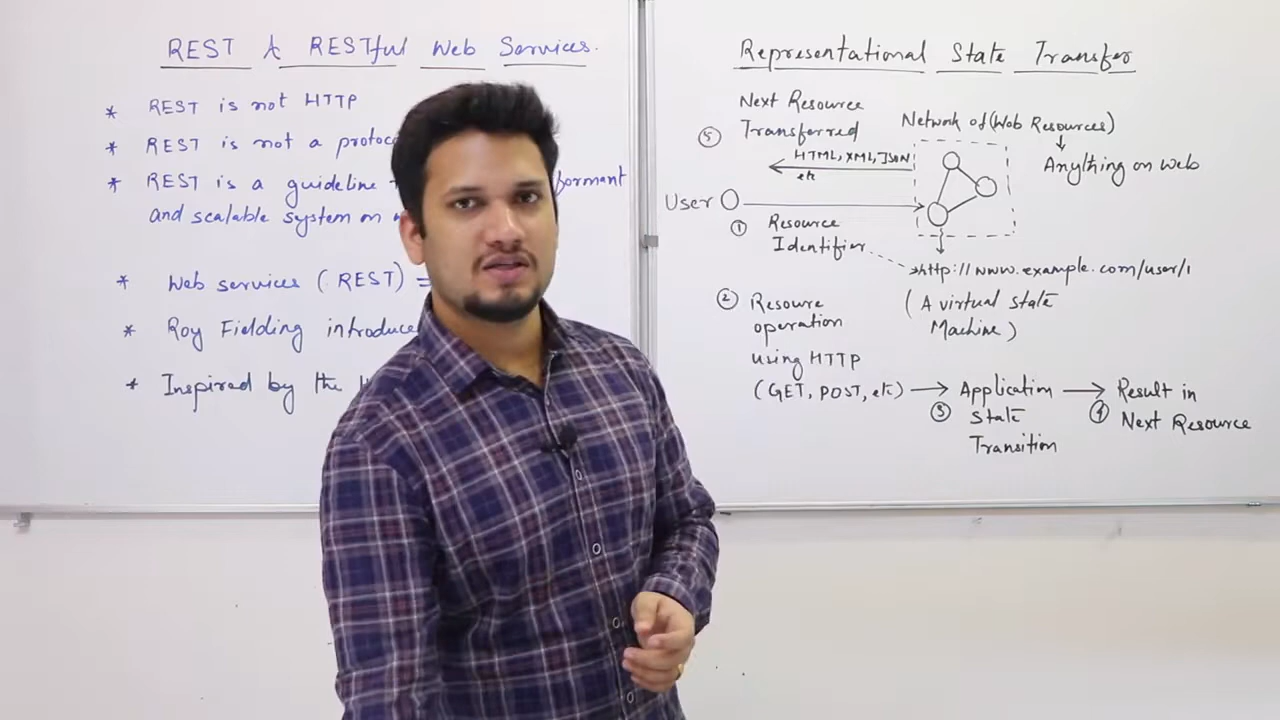 REST & RESTful Web Services.
* REST is not HTTP
* REST is not a protoc
* REST is a guideline formant
and scalable system on
* Web services (REST) =
* Roy Fielding introduce
* Inspired by the
Representational State Transfer
Next Resource
⑤ Transferred
HTML, XML, JSON
etc
Network of (Web Resources)
Anything on Web
User
① Resource
Identifier
http://www.example.com/user/1
(A virtual state
Machine)
② Resoure
operation
using HTTP
(GET, POST, etc)
③ Application
State
Transition
④ Result in
Next Resource